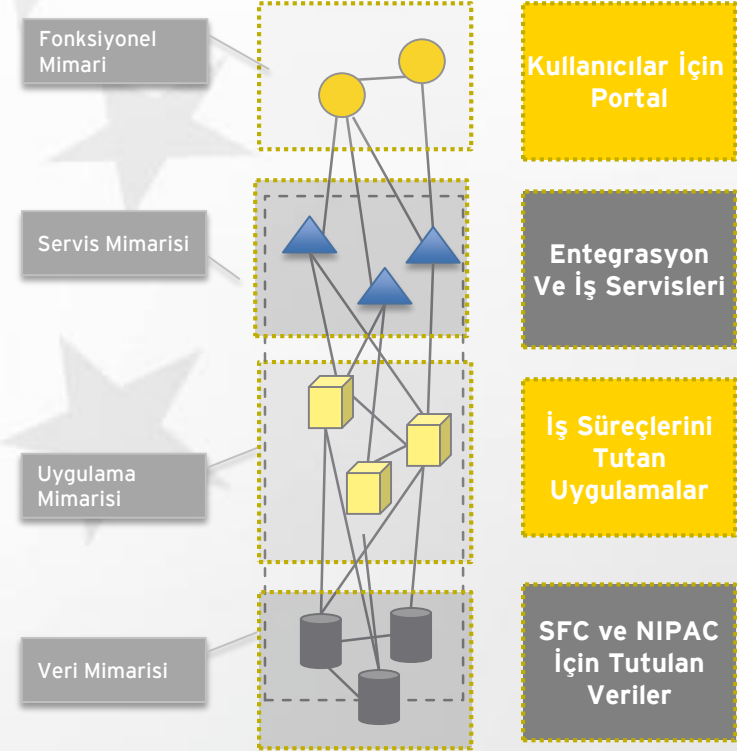 Fonksiyonel
Mimari
Kullanıcılar İçin
Portal
Servis Mimarisi
Entegrasyon
Ve İş Servisleri
Uygulama
Mimarisi
İş Süreçlerini
Tutan
Uygulamalar
Veri Mimarisi
SFC ve NIPAC
İçin Tutulan
Veriler